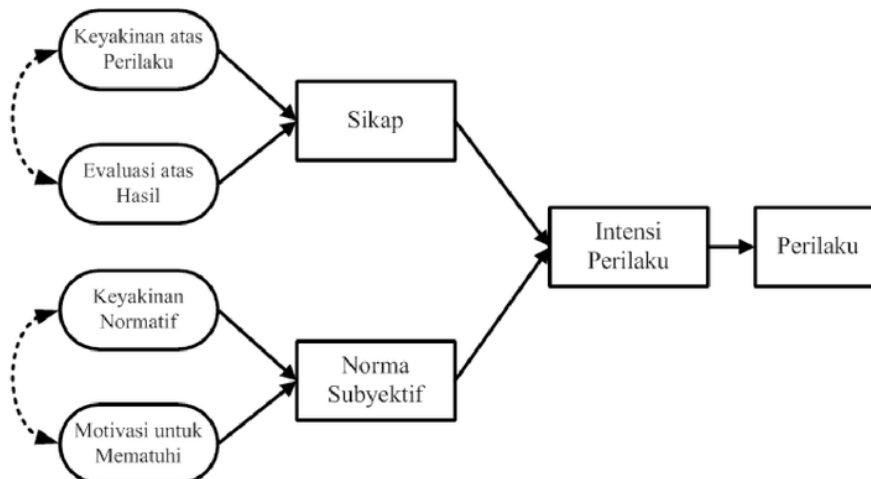 Keyakinan atas
Perilaku
Sikap
Evaluasi atas
Hasil
Intensi
Perilaku
Perilaku
Keyakinan
Normatif
Norma
Subyektif
Motivasi untuk
Mematuhi